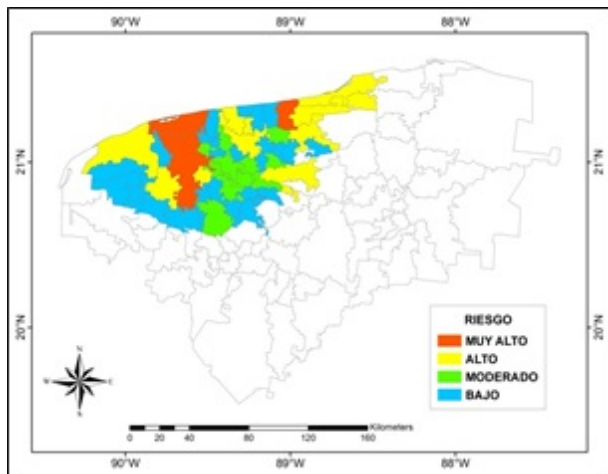 90°W 89°W 88°W
21°N 21°N
20°N 20°N
RIESGO
MUY ALTO
ALTO
MODERADO
BAJO
N
W E
S
Kilometers
0 20 40 80 120 160
90°W 89°W 88°W